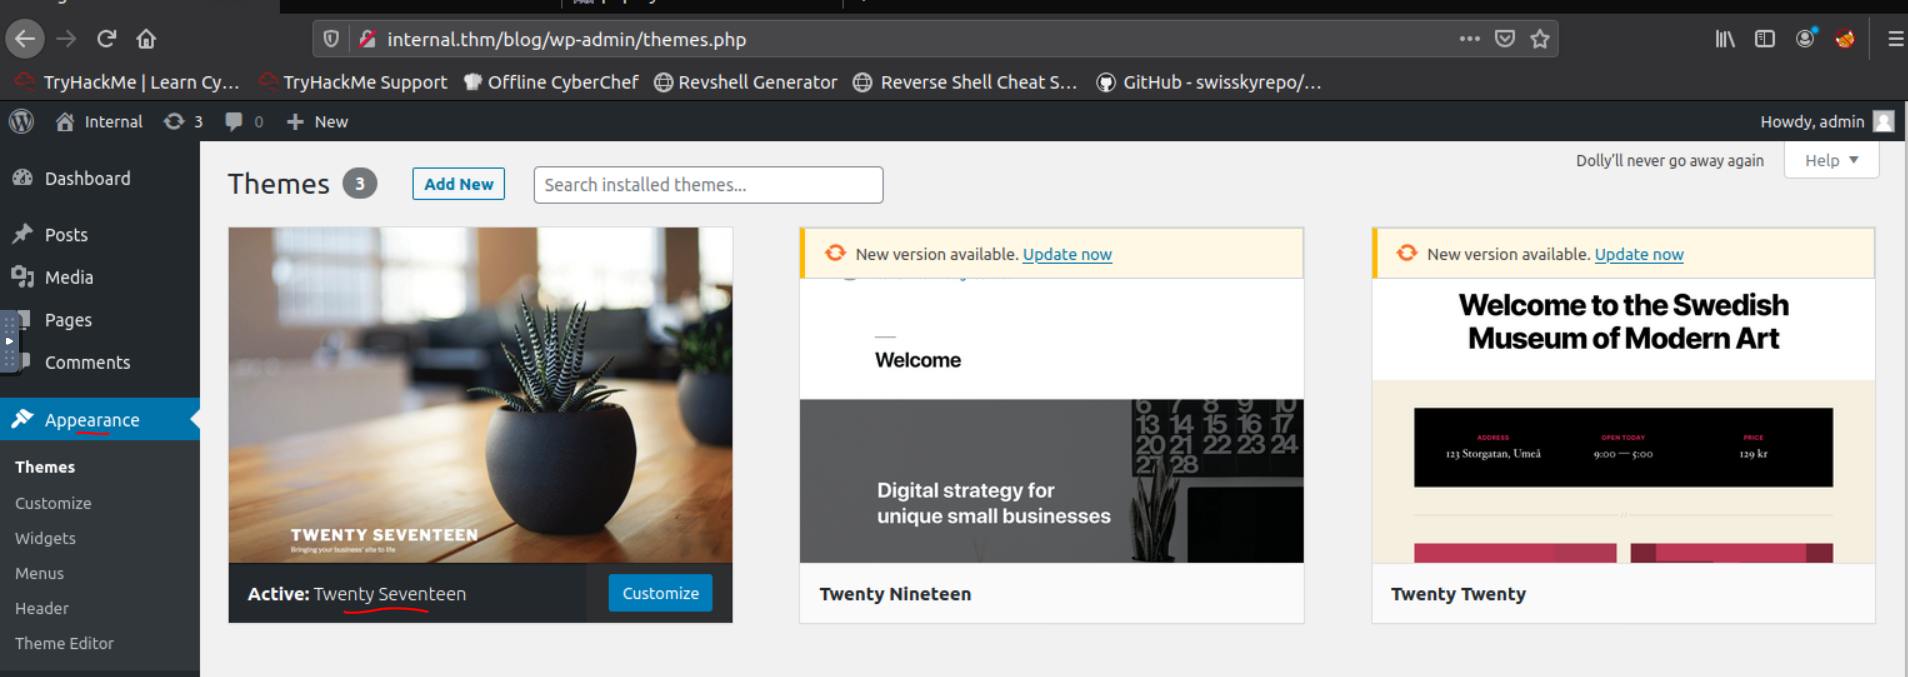 internal.thm/blog/wp-admin/themes.php
TryHackMe | Learn Cy… TryHackMe Support Offline CyberChef Revshell Generator Reverse Shell Cheat S… GitHub - swisskyrepo/…
Internal 3 0 New Howdy, admin
Dolly'll never go away again Help
Dashboard
Posts
Media
Pages
Comments
Appearance
Themes
Customize
Widgets
Menus
Header
Theme Editor
Themes 3 Add New Search installed themes...
TWENTY SEVENTEEN
Bringing your business' site to life
Active: Twenty Seventeen Customize
New version available. Update now
Welcome
6 7 8 9 10
13 14 15 16 17
20 21 22 23 24
27 28
Digital strategy for
unique small businesses
Twenty Nineteen
New version available. Update now
Welcome to the Swedish
Museum of Modern Art
ADDRESS OPEN TODAY PRICE
123 Storgatan, Umeå 9:00 — 5:00 129 kr
Twenty Twenty